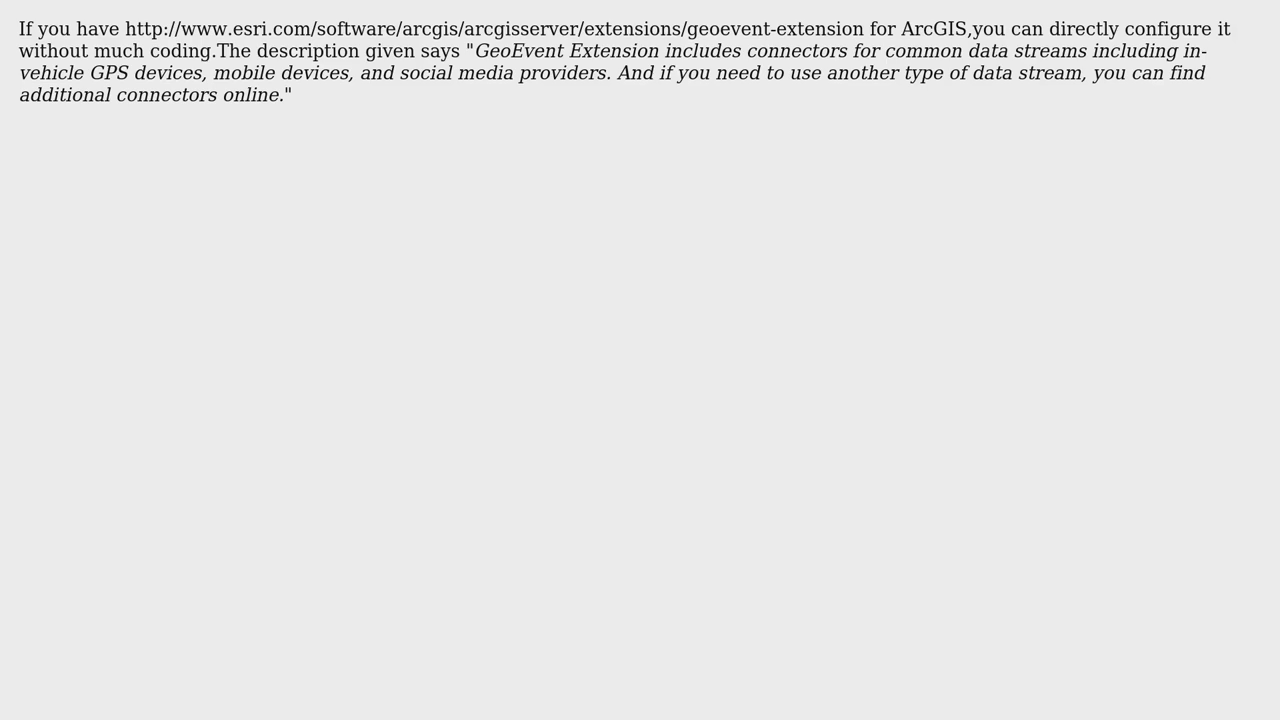 If you have http://www.esri.com/software/arcgis/arcgisserver/extensions/geoevent-extension for ArcGIS,you can directly configure it
without much coding.The description given says "GeoEvent Extension includes connectors for common data streams including in-
vehicle GPS devices, mobile devices, and social media providers. And if you need to use another type of data stream, you can find
additional connectors online."